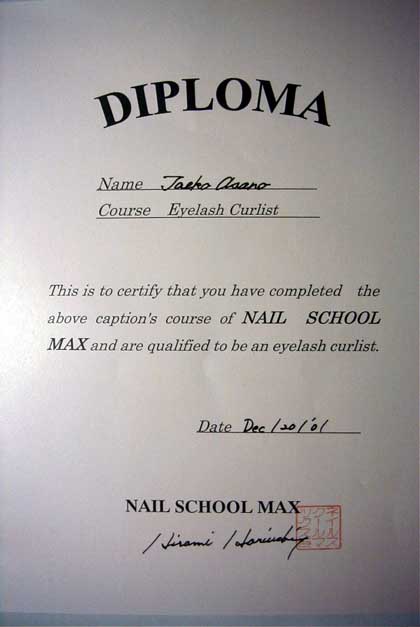 DIPLOMA
Name Taeko Asano
Course Eyelash Curlist
This is to certify that you have completed the
above caption's course of NAIL SCHOOL
MAX and are qualified to be an eyelash curlist.
Date Dec/20/'01
NAIL SCHOOL MAX
Hiromi